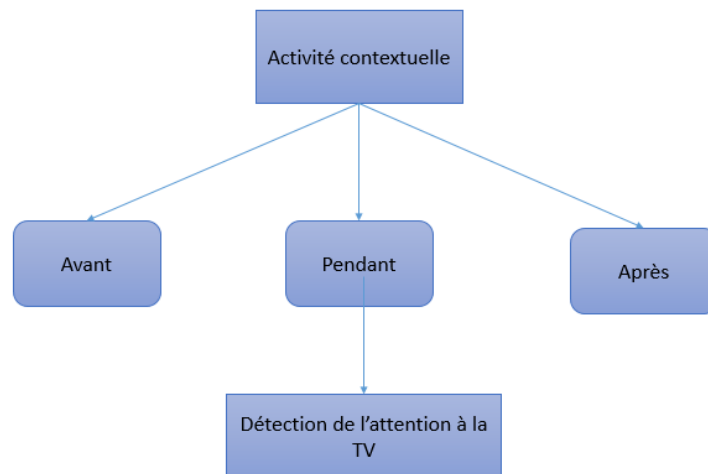 Activité contextuelle
Avant
Pendant
Après
Détection de l’attention à la
TV